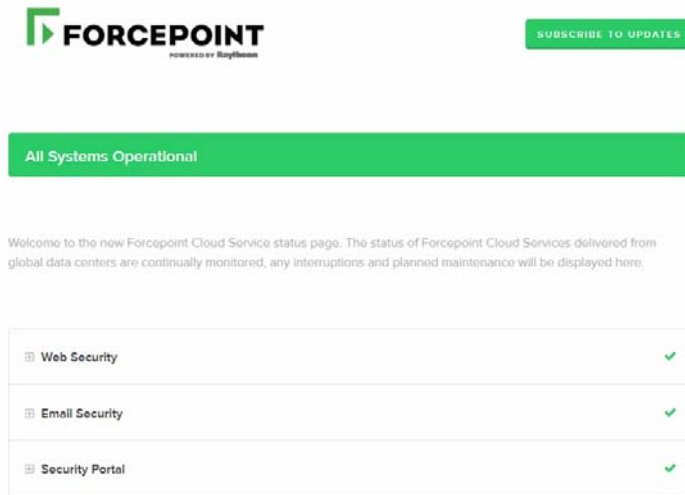 FORCEPOINT
POWERED BY Raytheon
SUBSCRIBE TO UPDATES
All Systems Operational
Welcome to the new Forcepoint Cloud Service status page. The status of Forcepoint Cloud Services delivered from
global data centers are continually monitored, any interruptions and planned maintenance will be displayed here.
Web Security
Email Security
Security Portal